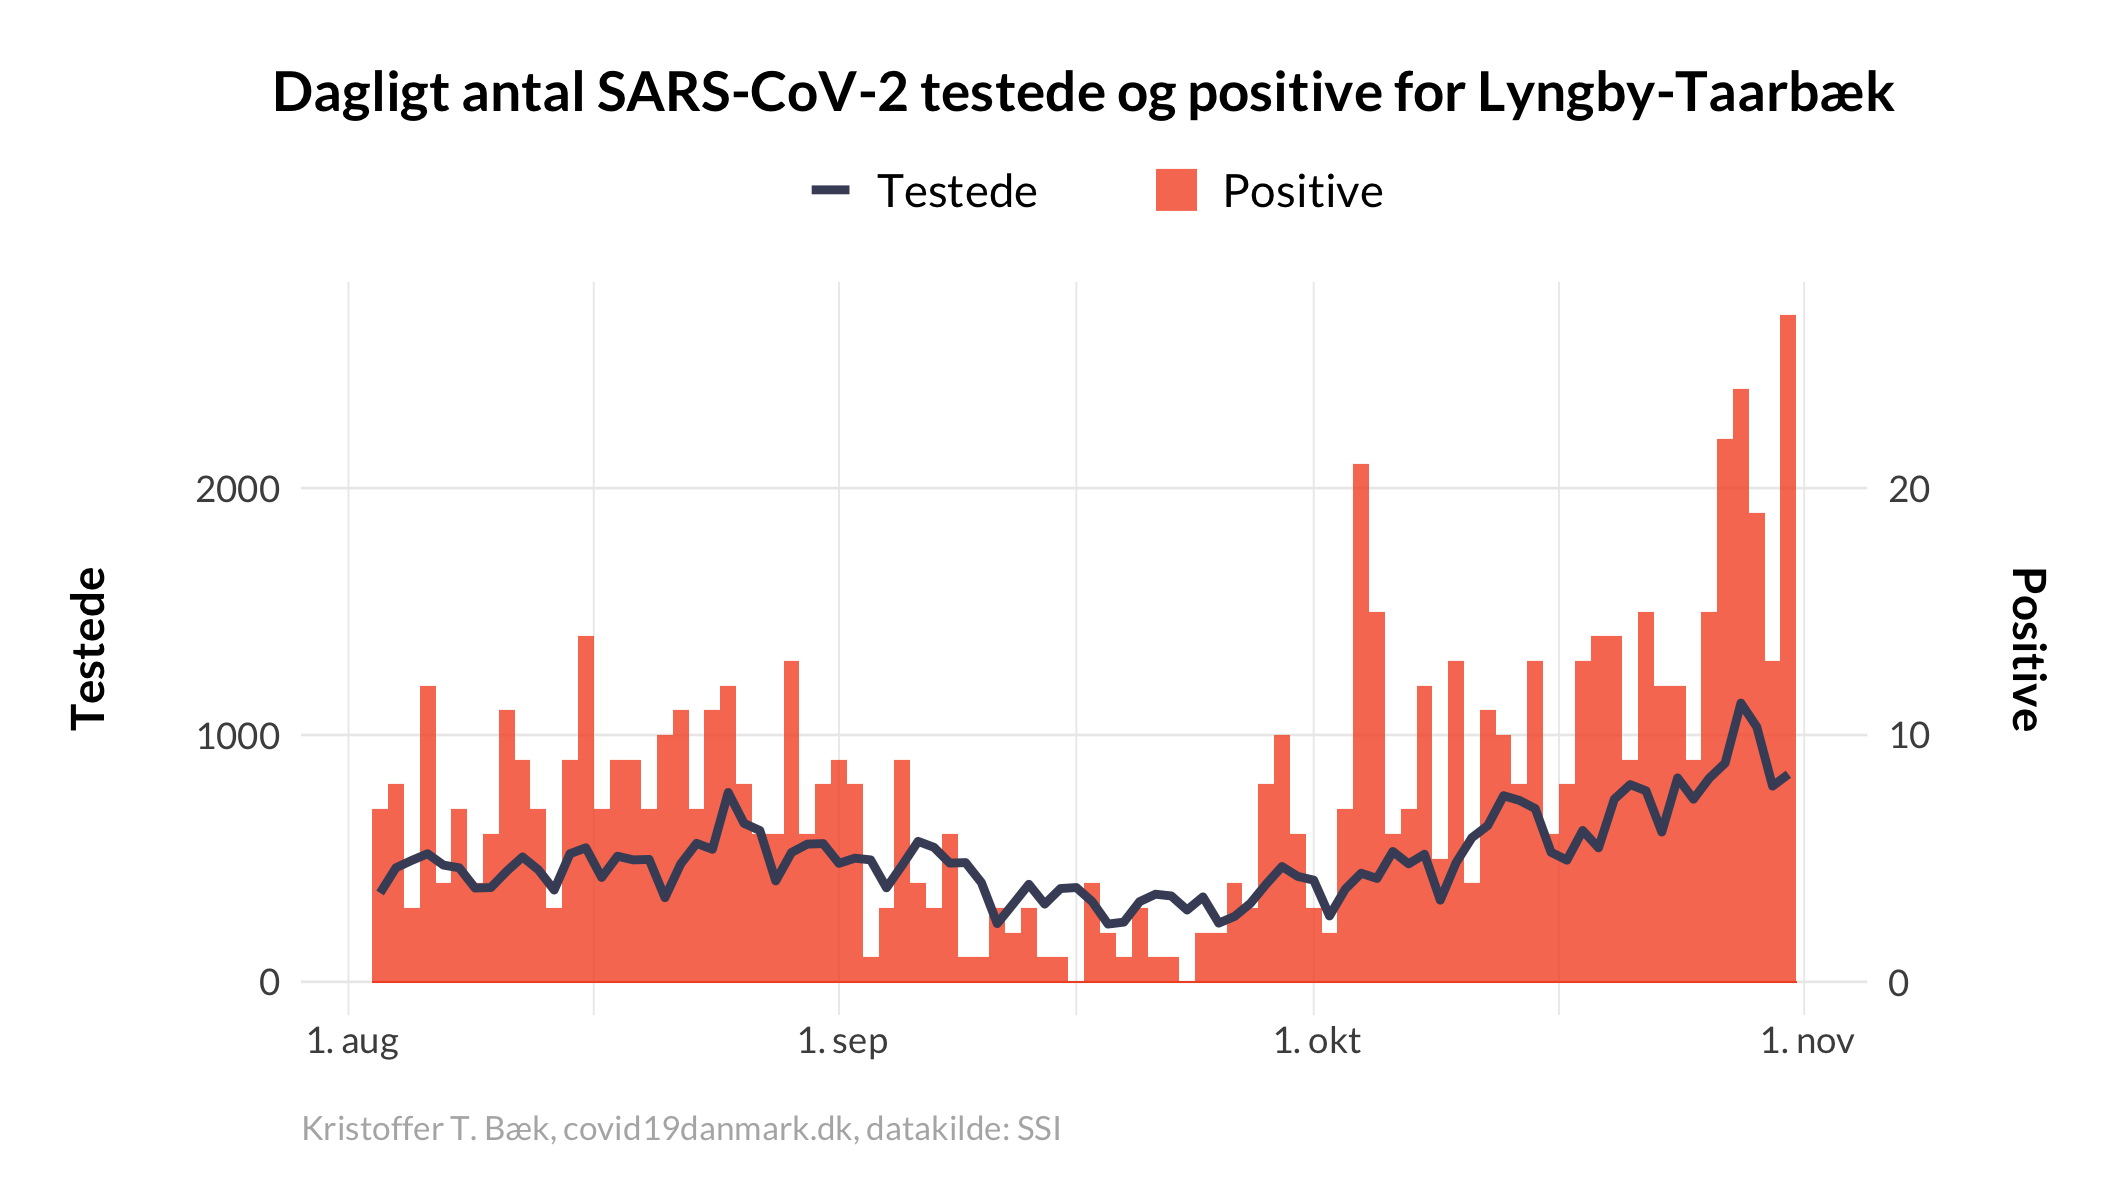 Dagligt antal SARS-CoV-2 testede og positive for Lyngby-Taarbæk
Testede
Positive
2000
1000
0
Testede
20
10
0
Positive
1. aug
1. sep
1. okt
1. nov
Kristoffer T. Bæk, covid19danmark.dk, datakilde: SSI